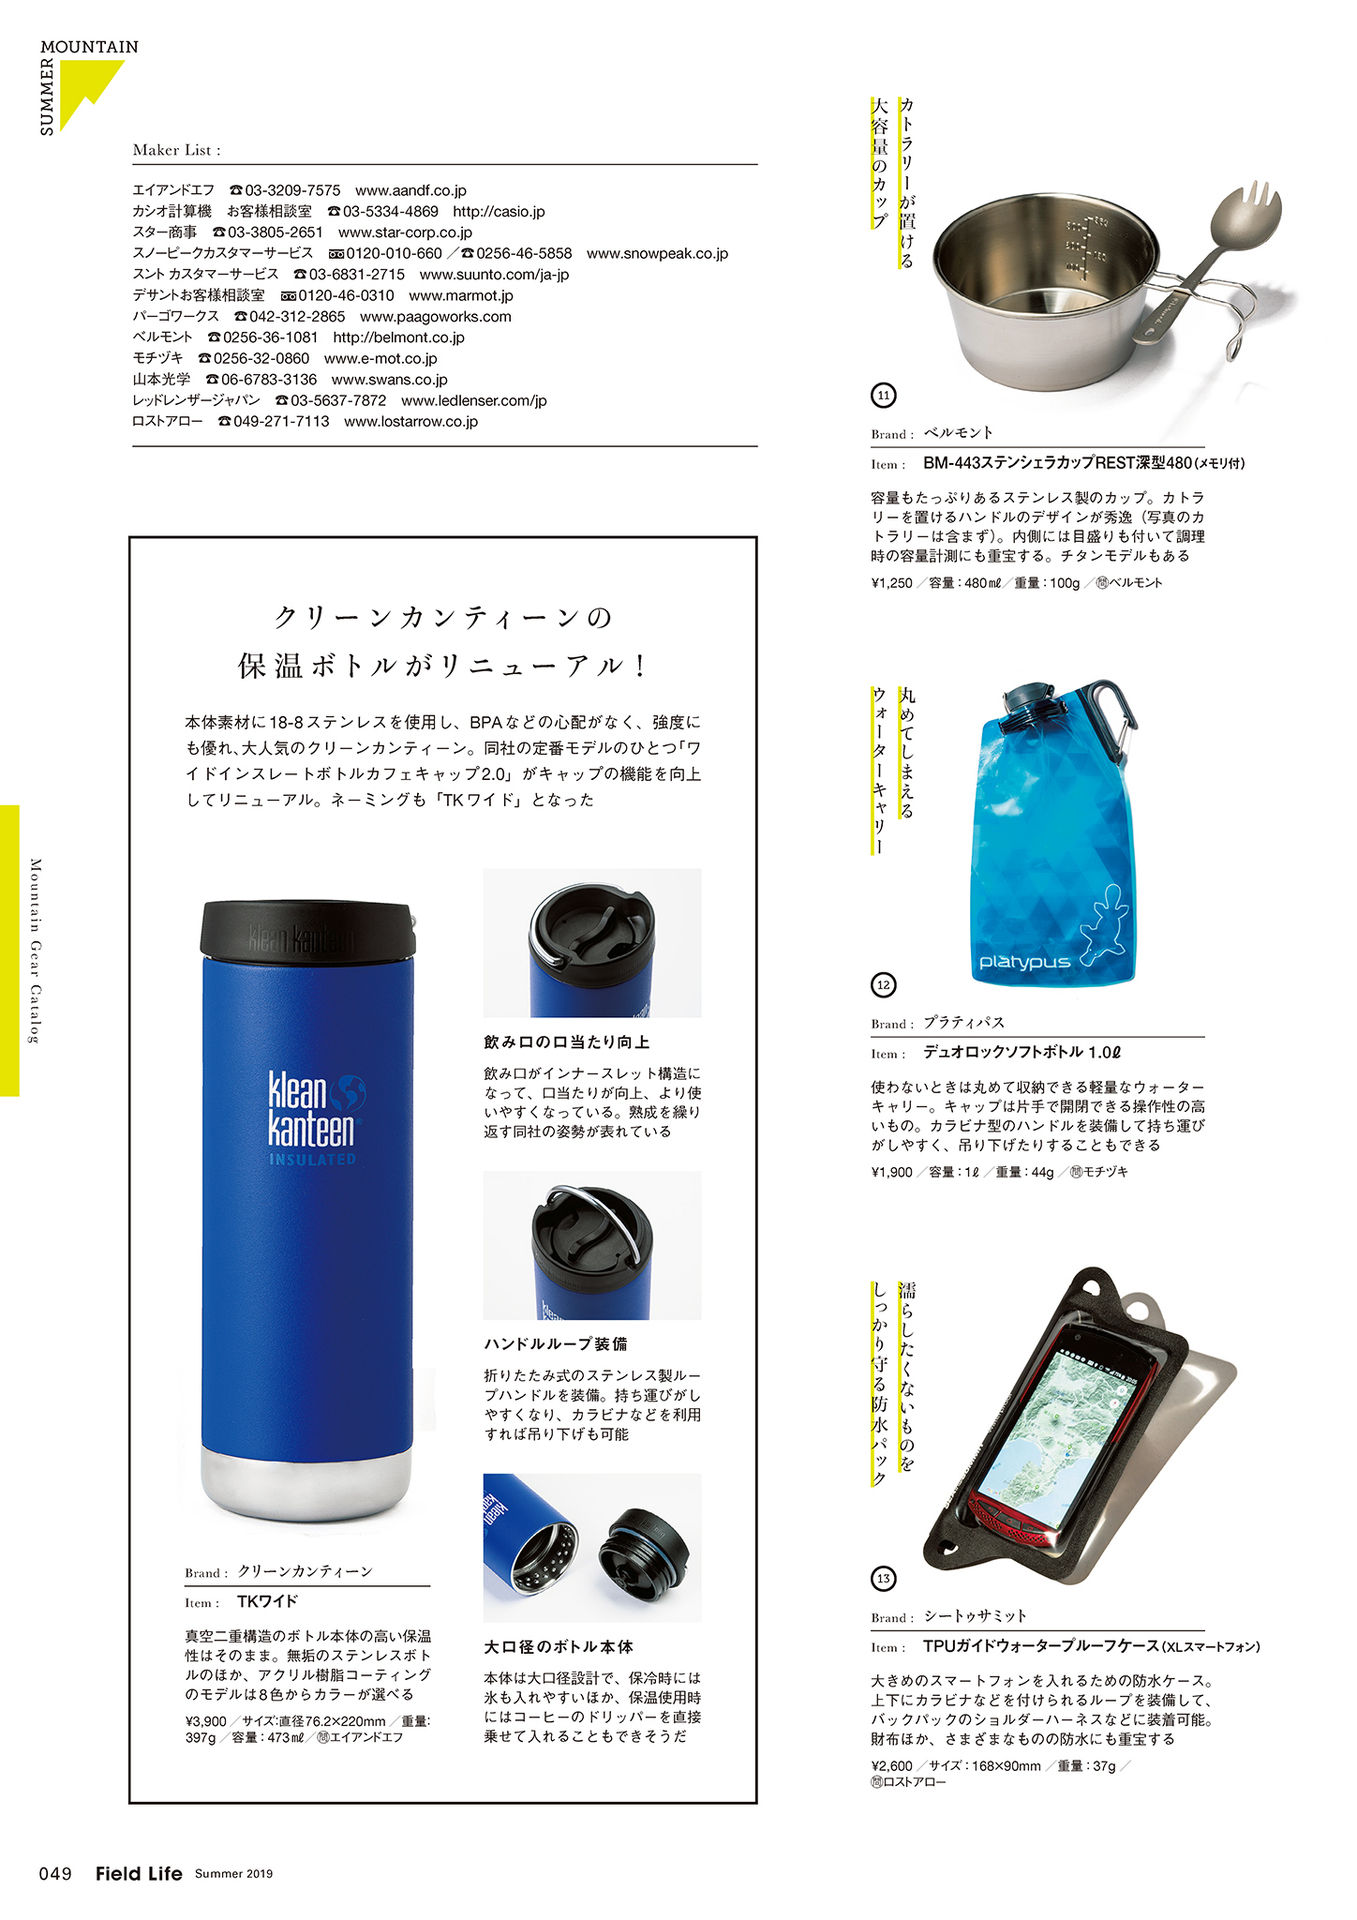 MOUNTAIN
SUMMER
Maker List :
エイアンドエフ　☎03-3209-7575　www.aandf.co.jp
カシオ計算機　お客様相談室　☎03-5334-4869　http://casio.jp
スター商事　☎03-3805-2651　www.star-corp.co.jp
スノーピークカスタマーサービス　0120-010-660 ／☎0256-46-5858　www.snowpeak.co.jp
スント カスタマーサービス　☎03-6831-2715　www.suunto.com/ja-jp
デサントお客様相談室　0120-46-0310　www.marmot.jp
パーゴワークス　☎042-312-2865　www.paagoworks.com
ベルモント　☎0256-36-1081　http://belmont.co.jp
モチヅキ　☎0256-32-0860　www.e-mot.co.jp
山本光学　☎06-6783-3136　www.swans.co.jp
レッドレンザージャパン　☎03-5637-7872　www.ledlenser.com/jp
ロストアロー　☎049-271-7113　www.lostarrow.co.jp
クリーンカンティーンの
保温ボトルがリニューアル！
本体素材に18-8ステンレスを使用し、BPAなどの心配がなく、強度に
も優れ、大人気のクリーンカンティーン。同社の定番モデルのひとつ「ワ
イドインスレートボトルカフェキャップ2.0」がキャップの機能を向上
してリニューアル。ネーミングも「TKワイド」となった
klean kanteen
klean
kanteen
INSULATED
Brand : クリーンカンティーン
Item : TKワイド
真空二重構造のボトル本体の高い保温
性はそのまま。無垢のステンレスボト
ルのほか、アクリル樹脂コーティング
のモデルは8色からカラーが選べる
¥3,900 ／サイズ:直径76.2×220mm ／重量:
397g ／容量：473㎖／㉄エイアンドエフ
飲み口の口当たり向上
飲み口がインナースレット構造に
なって、口当たりが向上、より使
いやすくなっている。熟成を繰り
返す同社の姿勢が表れている
ハンドルループ装備
折りたたみ式のステンレス製ルー
プハンドルを装備。持ち運びがし
やすくなり、カラビナなどを利用
すれば吊り下げも可能
大口径のボトル本体
本体は大口径設計で、保冷時には
氷も入れやすいほか、保温使用時
にはコーヒーのドリッパーを直接
乗せて入れることもできそうだ
カトラリーが置ける
大容量のカップ
11
Brand : ベルモント
Item : BM-443ステンシェラカップREST深型480（メモリ付）
容量もたっぷりあるステンレス製のカップ。カトラ
リーを置けるハンドルのデザインが秀逸（写真のカ
トラリーは含まず）。内側には目盛りも付いて調理
時の容量計測にも重宝する。チタンモデルもある
¥1,250 ／容量：480㎖／重量：100g ／㉄ベルモント
丸めてしまえる
ウォーターキャリー
platypus
12
Brand : プラティパス
Item : デュオロックソフトボトル 1.0ℓ
使わないときは丸めて収納できる軽量なウォーター
キャリー。キャップは片手で開閉できる操作性の高
いもの。カラビナ型のハンドルを装備して持ち運び
がしやすく、吊り下げたりすることもできる
¥1,900 ／容量：1ℓ ／重量：44g ／㉄モチヅキ
濡らしたくないものを
しっかり守る防水パック
13
Brand : シートゥサミット
Item : TPUガイドウォータープルーフケース（XLスマートフォン）
大きめのスマートフォンを入れるための防水ケース。
上下にカラビナなどを付けられるループを装備して、
バックパックのショルダーハーネスなどに装着可能。
財布ほか、さまざまなものの防水にも重宝する
¥2,600 ／サイズ：168×90mm ／重量：37g ／
㉄ロストアロー
Mountain Gear Catalog
049 Field Life Summer 2019